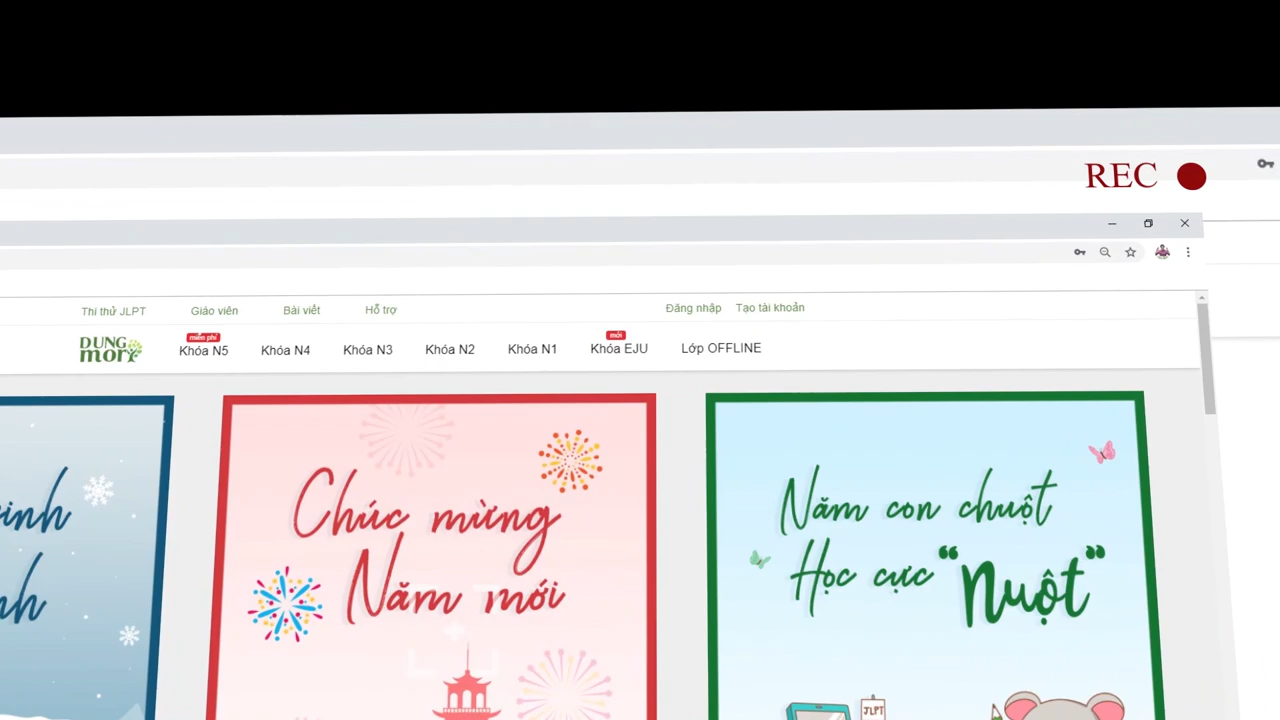 REC
Thi thử JLPT Giáo viên Bài viết Hỗ trợ Đăng nhập Tạo tài khoản
DUNG
mori
miễn phí
mới
Khóa N5 Khóa N4 Khóa N3 Khóa N2 Khóa N1 Khóa EJU Lớp OFFLINE
Chúc mừng
Năm mới
Năm con chuột
Học cực “Nuột”
JLPT